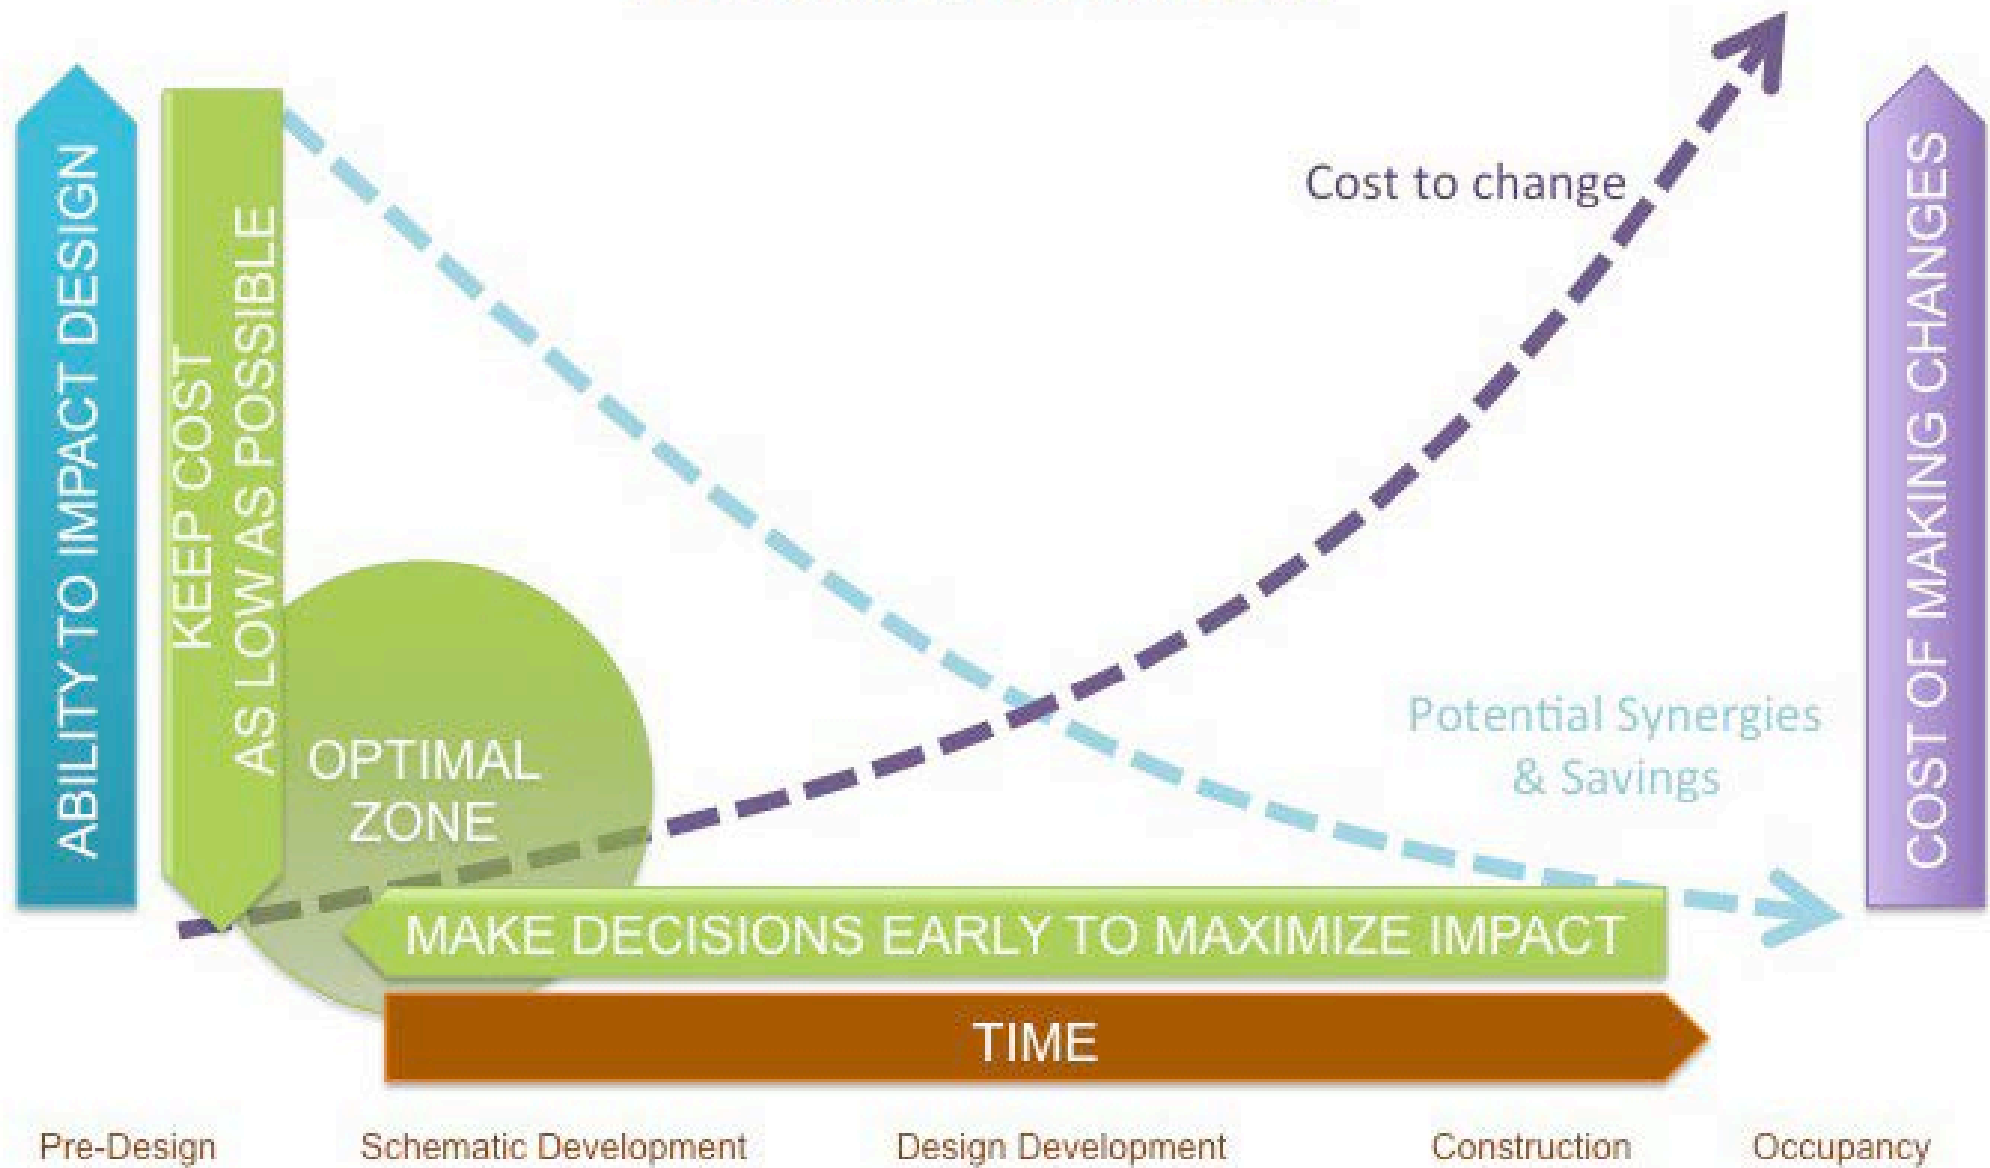 ABILITY TO IMPACT DESIGN
KEEP COST
AS LOW AS POSSIBLE
Cost to change
COST OF MAKING CHANGES
OPTIMAL
ZONE
Potential Synergies
& Savings
MAKE DECISIONS EARLY TO MAXIMIZE IMPACT
TIME
Pre-Design
Schematic Development
Design Development
Construction
Occupancy